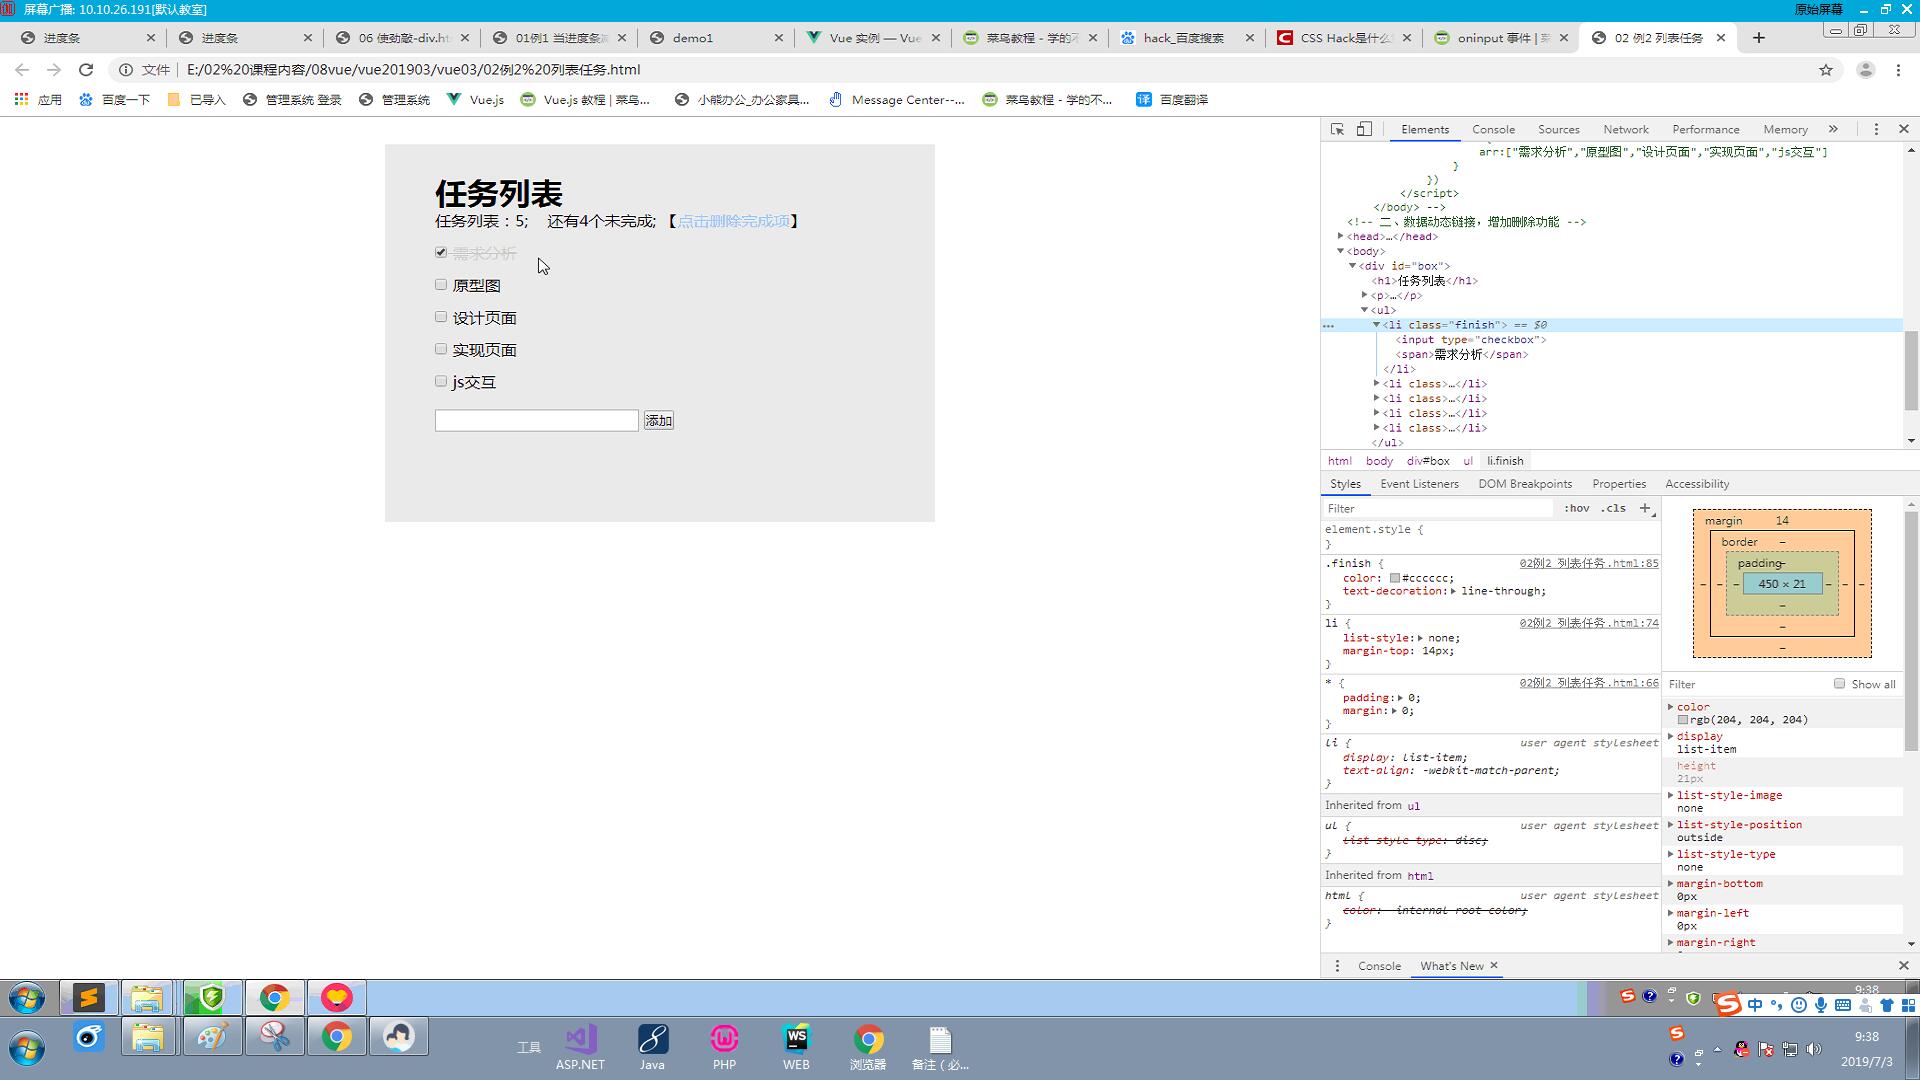 屏幕广播: 10.10.26.191[默认教室]
原始屏幕
进度条
进度条
06 使劲敲-div.ht
01例1 当进度条
demo1
Vue 实例 — Vue
菜鸟教程 - 学的不
hack_百度搜索
CSS Hack是什么
oninput 事件 | 菜
02 例2 列表任务
文件
E:/02%20课程内容/08vue/vue201903/vue03/02例2%20列表任务.html
应用
百度一下
已导入
管理系统 登录
管理系统
Vue.js
Vue.js 教程 | 菜鸟...
小熊办公_办公家具...
Message Center--...
菜鸟教程 - 学的不...
译 百度翻译
任务列表
任务列表：5; 还有4个未完成; 【点击删除完成项】
需求分析
原型图
设计页面
实现页面
js交互
添加
Elements Console Sources Network Performance Memory »
arr:["需求分析","原型图","设计页面","实现页面","js交互"]
}
})
</script>
</body> -->
<!-- 二、数据动态链接，增加删除功能 -->
<head>…</head>
<body>
<div id="box">
<h1>任务列表</h1>
<p>…</p>
<ul>
… <li class="finish"> == $0
<input type="checkbox">
<span>需求分析</span>
</li>
<li class>…</li>
<li class>…</li>
<li class>…</li>
<li class>…</li>
</ul>
html body div#box ul li.finish
Styles Event Listeners DOM Breakpoints Properties Accessibility
Filter :hov .cls +
element.style {
}
.finish { 02例2 列表任务.html:85
color: #cccccc;
text-decoration: line-through;
}
li { 02例2 列表任务.html:74
list-style: none;
margin-top: 14px;
}
* { 02例2 列表任务.html:66
padding: 0;
margin: 0;
}
li { user agent stylesheet
display: list-item;
text-align: -webkit-match-parent;
}
Inherited from ul
ul { user agent stylesheet
list-style-type: disc;
}
Inherited from html
html { user agent stylesheet
color: -internal-root-color;
}
margin 14
border –
padding–
450 × 21
Filter Show all
color
rgb(204, 204, 204)
display
list-item
height
21px
list-style-image
none
list-style-position
outside
list-style-type
none
margin-bottom
0px
margin-left
0px
margin-right
Console What's New
9:38
中
工具
ASP.NET
Java
PHP
WS
WEB
浏览器
备注（必...
9:38
2019/7/3